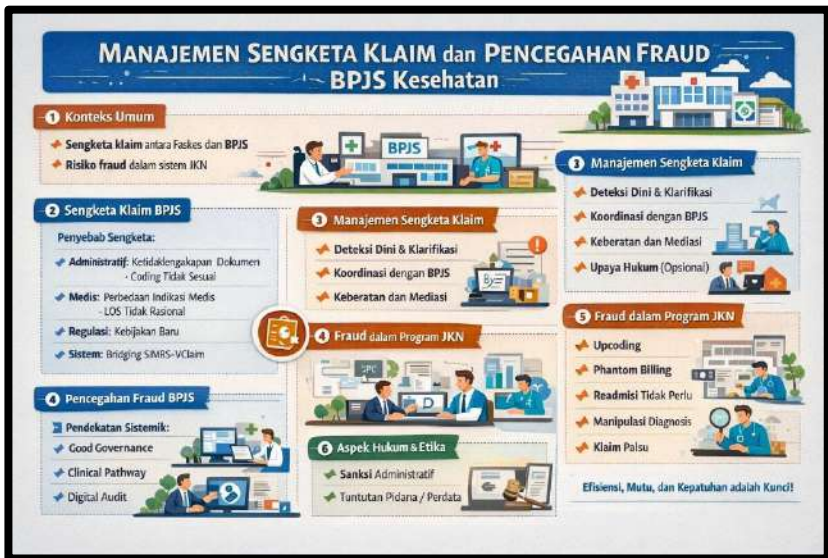 MANAJEMEN SENGKETA KLAIM dan PENCEGAHAN FRAUD
BPJS Kesehatan
1 Konteks Umum
Sengketa klaim antara Faskes dan BPJS
Risiko fraud dalam sistem JKN
BPJS
2 Sengketa Klaim BPJS
Penyebab Sengketa:
Administratif: Ketidaklengakapan Dokumen
- Coding Tidak Sesuai
Medis: Perbedaan Indikasi Medis
- LOS Tidak Rasional
Regulasi: Kebijakan Baru
Sistem: Bridging SIMRS-VClaim
4 Pencegahan Fraud BPJS
Pendekatan Sistemik:
Good Governance
Clinical Pathway
Digital Audit
3 Manajemen Sengketa Klaim
Deteksi Dini & Klarifikasi
Koordinasi dengan BPJS
Keberatan dan Mediasi
4 Fraud dalam Program JKN
D
6 Aspek Hukum & Etika
Sanksi Administratif
Tuntutan Pidana / Perdata
3 Manajemen Sengketa Klaim
Deteksi Dini & Klarifikasi
Koordinasi dengan BPJS
Keberatan dan Mediasi
Upaya Hukum (Opsional)
5 Fraud dalam Program JKN
Upcoding
Phantom Billing
Readmisi Tidak Perlu
Manipulasi Diagnosis
Klaim Palsu
Efisiensi, Mutu, dan Kepatuhan adalah Kunci!